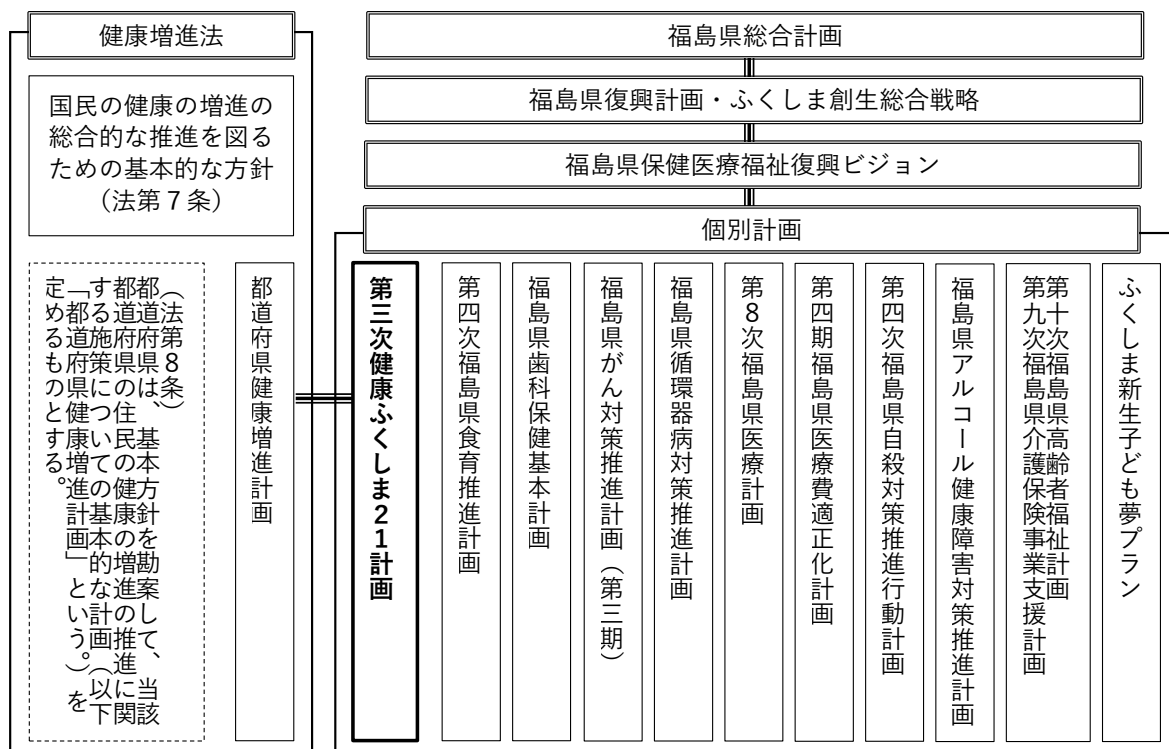 健康増進法
国民の健康の増進の
総合的な推進を図る
ための基本的な方針
（法第７条）
（法第８条）
都道府県は、基本方針を勘案して、当該
都道府県の住民の健康の増進の推進に関
する施策についての基本的な計画（以下
「都道府県健康増進計画」という。）を
定めるものとする。
都道府県健康増進計画
福島県総合計画
福島県復興計画・ふくしま創生総合戦略
福島県保健医療福祉復興ビジョン
個別計画
第三次健康ふくしま２１計画
第四次福島県食育推進計画
福島県歯科保健基本計画
福島県がん対策推進計画（第三期）
福島県循環器病対策推進計画
第８次福島県医療計画
第四期福島県医療費適正化計画
第四次福島県自殺対策推進行動計画
福島県アルコール健康障害対策推進計画
第十次福島県高齢者福祉計画
第九次福島県介護保険事業支援計画
ふくしま新生子ども夢プラン